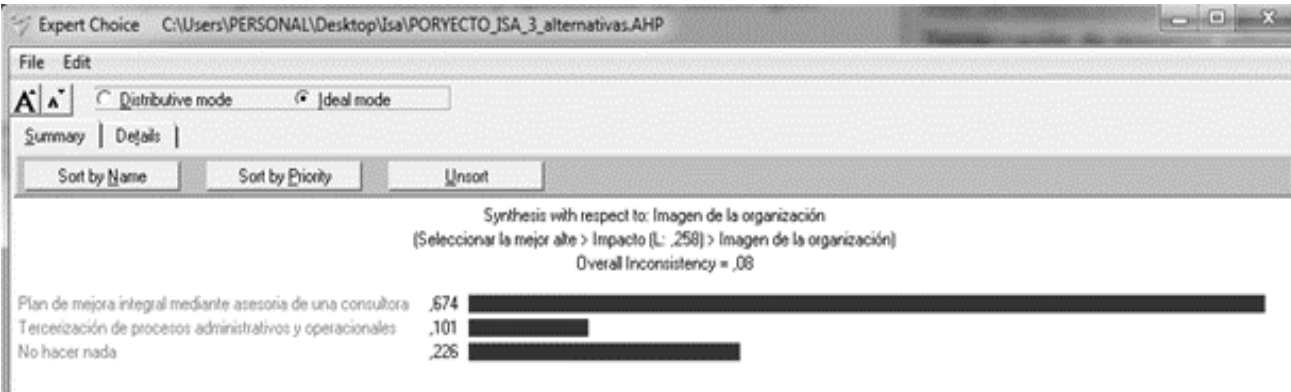 Expert Choice C:\Users\PERSONAL\Desktop\Isa\PORYECTO_ISA_3_alternativas.AHP
File Edit
A A Distributive mode Ideal mode
Summary Details
Sort by Name Sort by Priority Unsort
Synthesis with respect to: Imagen de la organización
(Seleccionar la mejor alte > Impacto (L: ,258) > Imagen de la organización)
Overall Inconsistency = ,08
Plan de mejora integral mediante asesoria de una consultora ,674
Tercerización de procesos administrativos y operacionales ,101
No hacer nada ,226